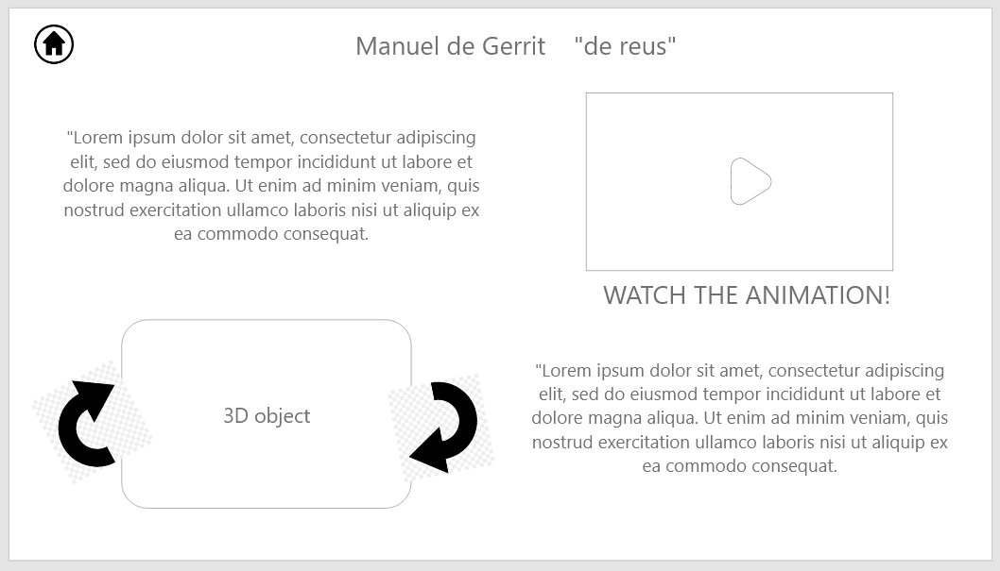 Manuel de Gerrit "de reus"
"Lorem ipsum dolor sit amet, consectetur adipiscing
elit, sed do eiusmod tempor incididunt ut labore et
dolore magna aliqua. Ut enim ad minim veniam, quis
nostrud exercitation ullamco laboris nisi ut aliquip ex
ea commodo consequat.
WATCH THE ANIMATION!
3D object
"Lorem ipsum dolor sit amet, consectetur adipiscing
elit, sed do eiusmod tempor incididunt ut labore et
dolore magna aliqua. Ut enim ad minim veniam, quis
nostrud exercitation ullamco laboris nisi ut aliquip ex
ea commodo consequat.